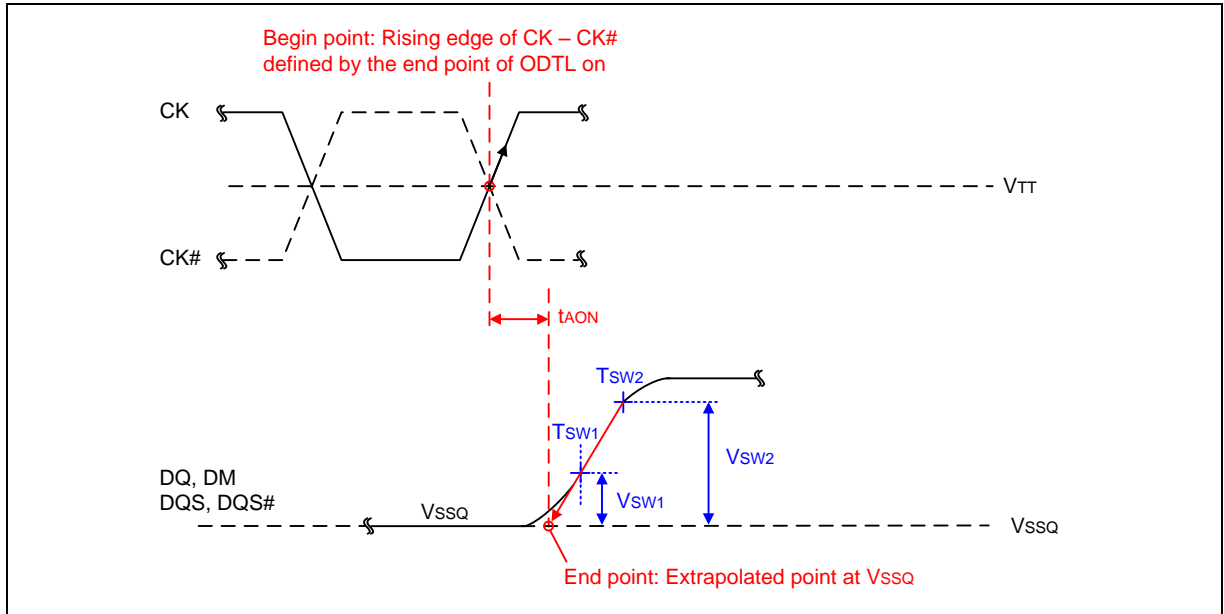 Begin point: Rising edge of CK – CK#
defined by the end point of ODTL on
CK
VTT
CK#
tAON
TSW2
TSW1
VSW2
DQ, DM
DQS, DQS#
VSSQ
VSW1
VSSQ
End point: Extrapolated point at VSSQ